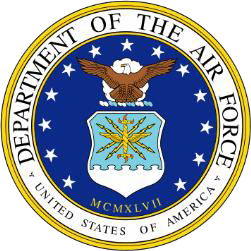 DEPARTMENT OF THE AIR FORCE
MCMXLVII
UNITED STATES OF AMERICA